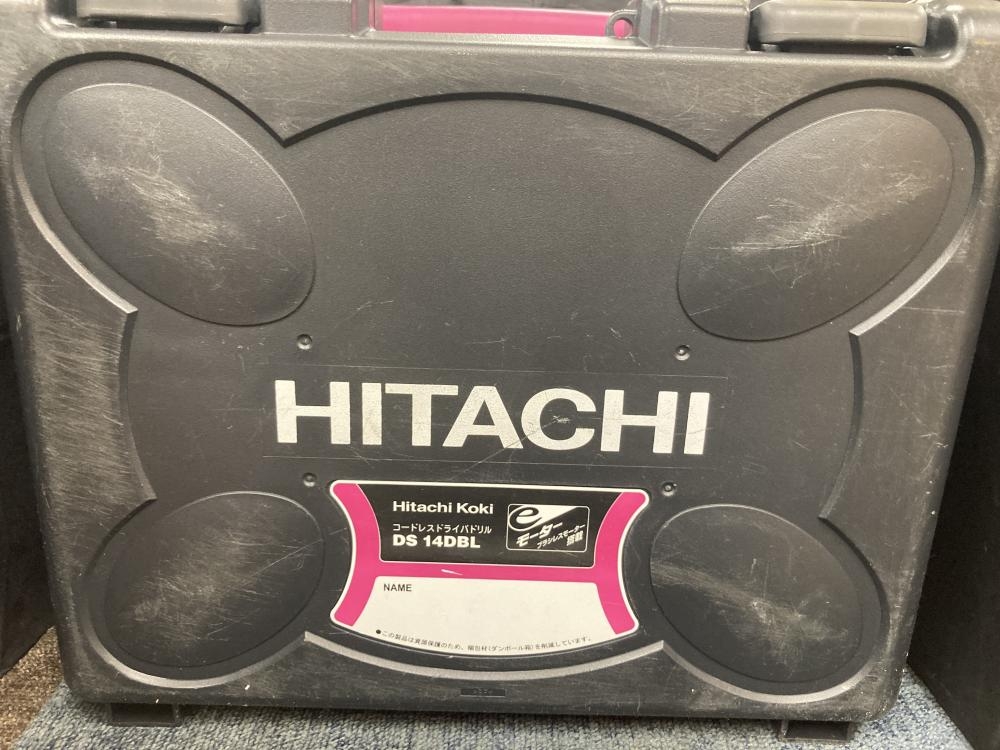 HITACHI
Hitachi Koki
コードレスドライバドリル
DS 14DBL
e
モーター
ブラシレスモーター
搭載
NAME
●この製品は資源保護のため、梱包材(ダンボール箱)を削減しています。